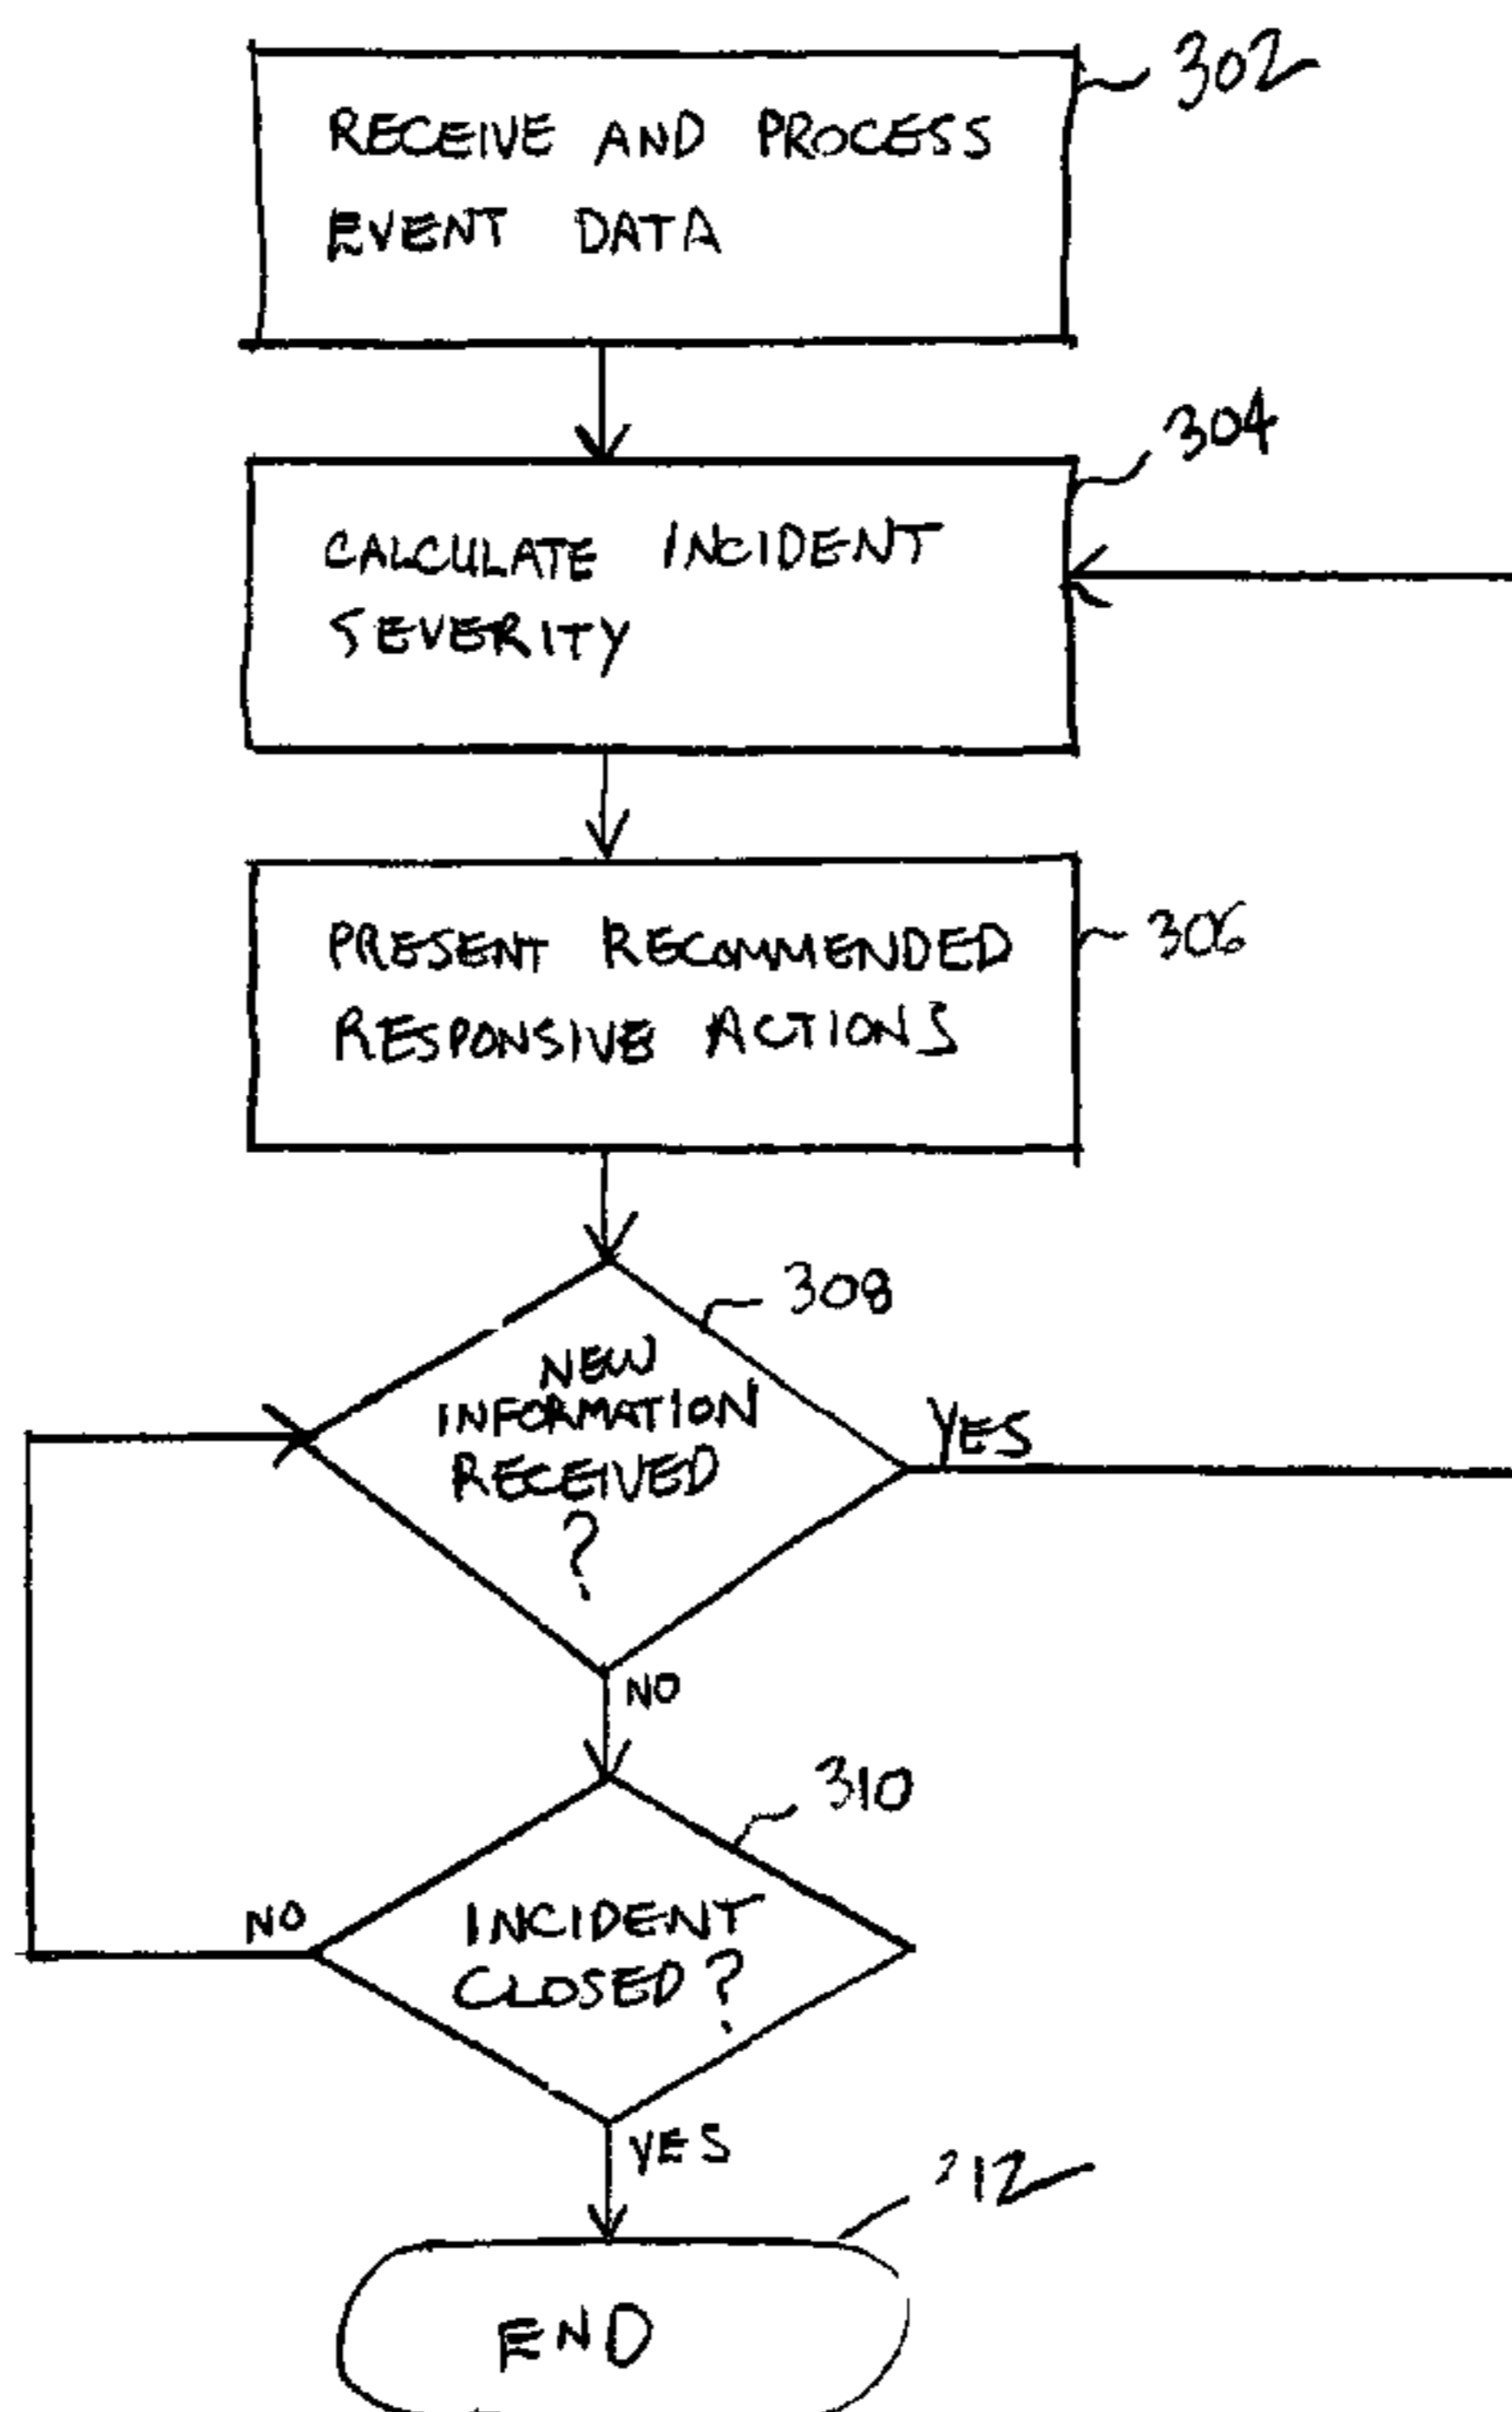 302
RECEIVE AND PROCESS
EVENT DATA
304
CALCULATE INCIDENT
SEVERITY
306
PRESENT RECOMMENDED
RESPONSIVE ACTIONS
308
NEW
INFORMATION
RECEIVED
?
YES
NO
310
NO
INCIDENT
CLOSED?
YES
312
END